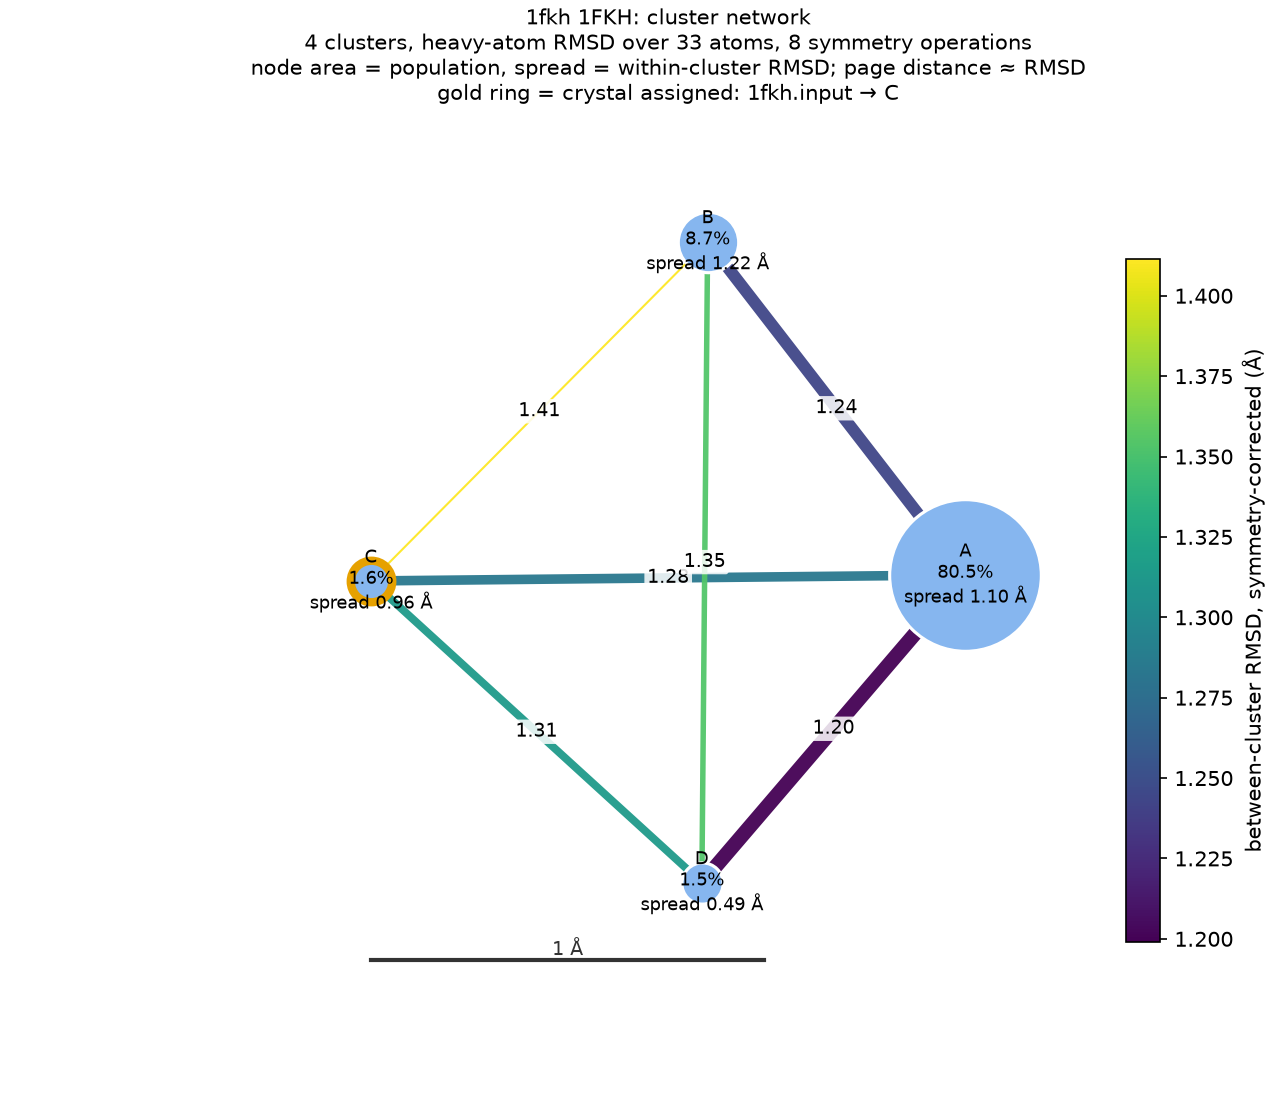 1fkh 1FKH: cluster network
4 clusters, heavy-atom RMSD over 33 atoms, 8 symmetry operations
node area = population, spread = within-cluster RMSD; page distance ≈ RMSD
gold ring = crystal assigned: 1fkh.input → C
B
8.7%
spread 1.22 Å
1.41
1.24
C
1.6%
spread 0.96 Å
1.28
1.35
A
80.5%
spread 1.10 Å
1.31
1.20
D
1.5%
spread 0.49 Å
1 Å
1.400
1.375
1.350
1.325
1.300
1.275
1.250
1.225
1.200
between-cluster RMSD, symmetry-corrected (Å)